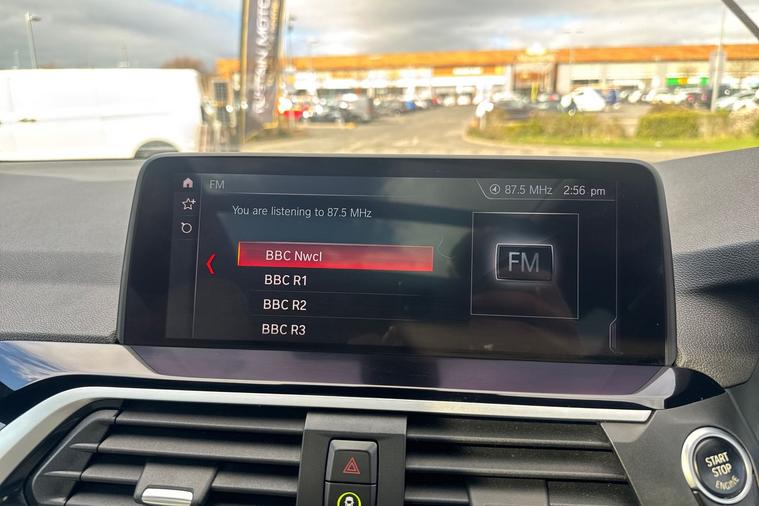 FM
87.5 MHz
2:56 pm
You are listening to 87.5 MHz
BBC Nwcl
BBC R1
BBC R2
BBC R3
FM
START
STOP
ENGINE